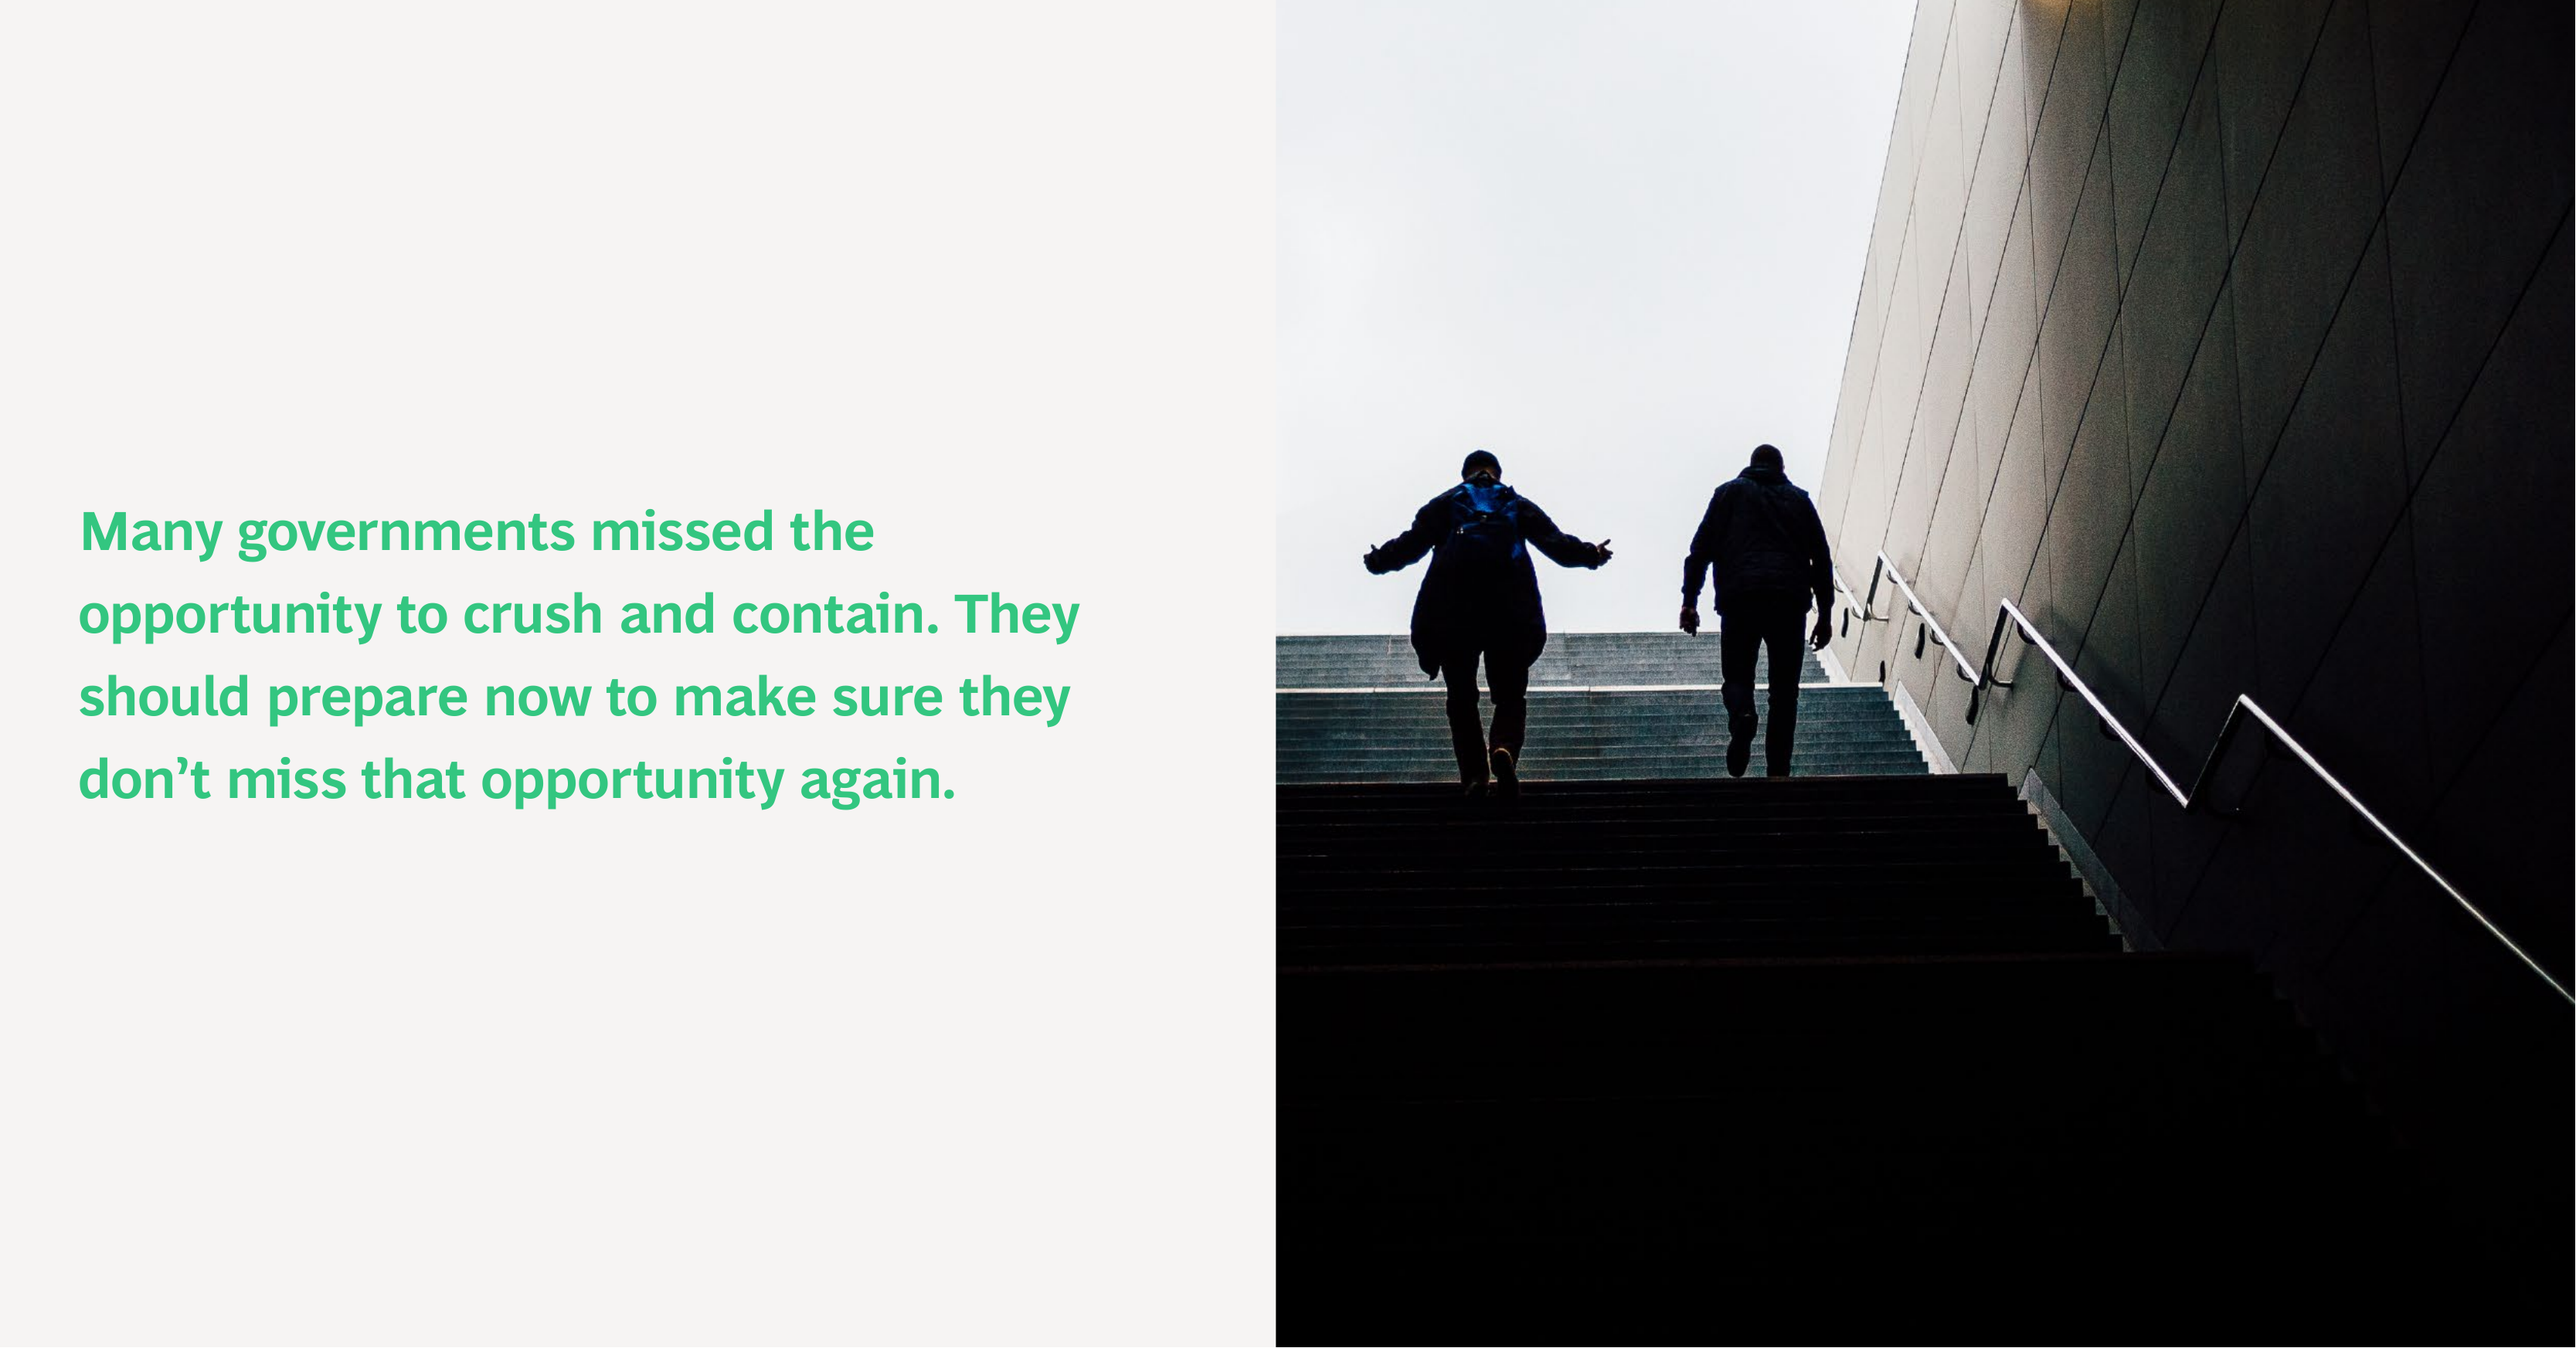 Many governments missed the
opportunity to crush and contain. They
should prepare now to make sure they
don’t miss that opportunity again.